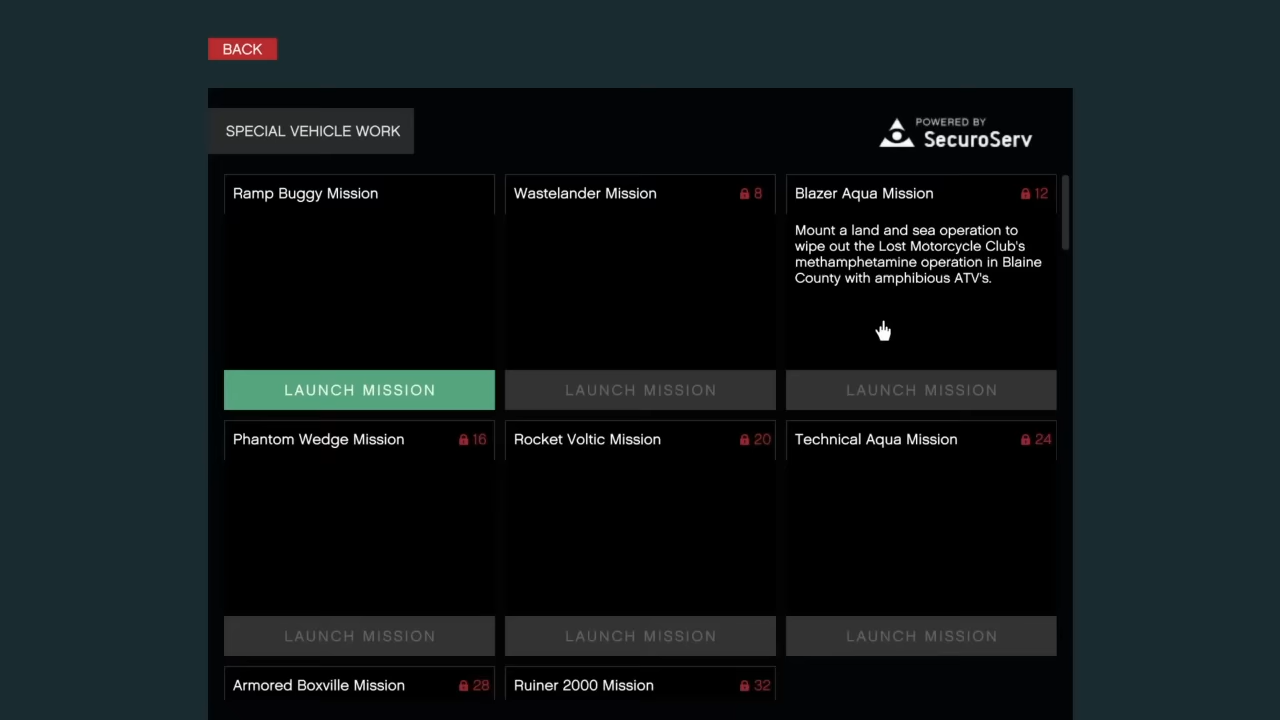 BACK
SPECIAL VEHICLE WORK
POWERED BY
SecuroServ
Ramp Buggy Mission
Wastelander Mission
8
Blazer Aqua Mission
12
Mount a land and sea operation to
wipe out the Lost Motorcycle Club's
methamphetamine operation in Blaine
County with amphibious ATV's.
LAUNCH MISSION
LAUNCH MISSION
LAUNCH MISSION
Phantom Wedge Mission
16
Rocket Voltic Mission
20
Technical Aqua Mission
24
LAUNCH MISSION
LAUNCH MISSION
LAUNCH MISSION
Armored Boxville Mission
28
Ruiner 2000 Mission
32